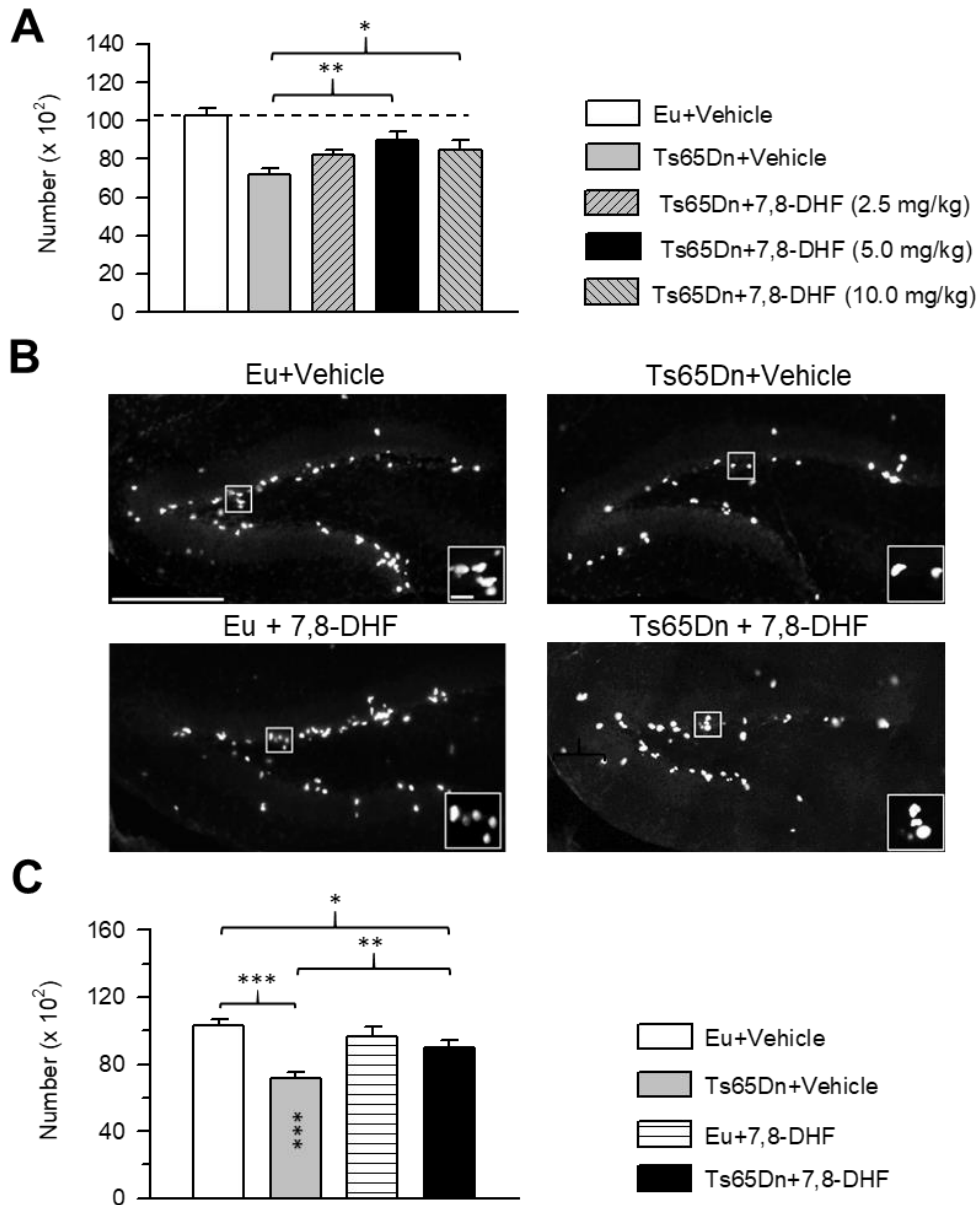 A
140
120
100
80
60
40
20
0
Number (x 10²)
*
**
Eu+Vehicle
Ts65Dn+Vehicle
Ts65Dn+7,8-DHF (2.5 mg/kg)
Ts65Dn+7,8-DHF (5.0 mg/kg)
Ts65Dn+7,8-DHF (10.0 mg/kg)
B
Eu+Vehicle
Ts65Dn+Vehicle
Eu + 7,8-DHF
Ts65Dn + 7,8-DHF
C
160
120
80
40
0
Number (x 10²)
*
**
***
***
Eu+Vehicle
Ts65Dn+Vehicle
Eu+7,8-DHF
Ts65Dn+7,8-DHF